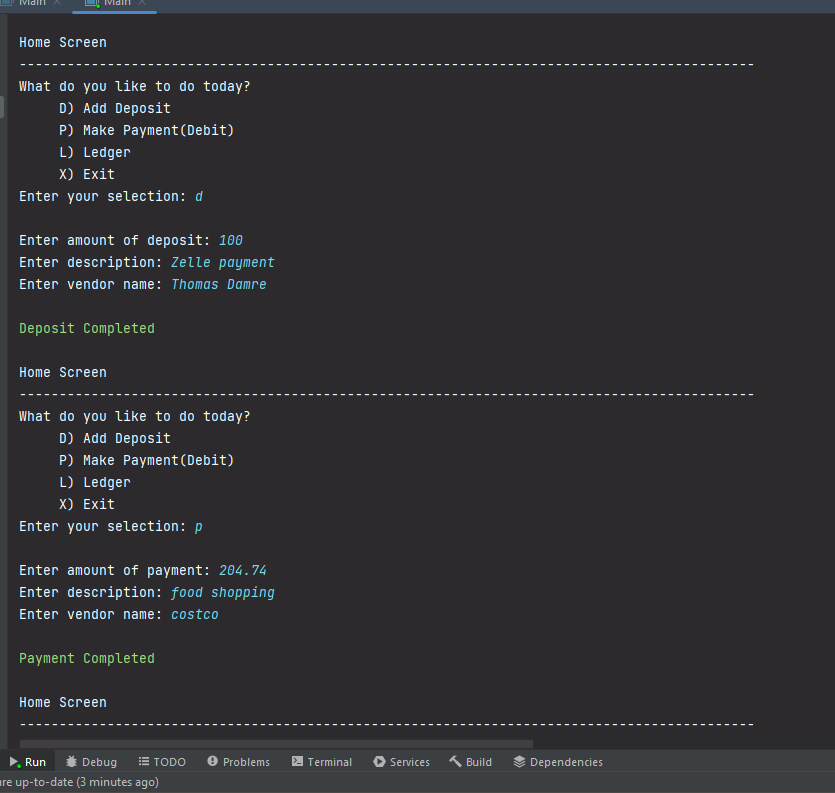 Main Main
Home Screen
--------------------------------------------------------------------------------------------
What do you like to do today?
D) Add Deposit
P) Make Payment(Debit)
L) Ledger
X) Exit
Enter your selection: d
Enter amount of deposit: 100
Enter description: Zelle payment
Enter vendor name: Thomas Damre
Deposit Completed
Home Screen
--------------------------------------------------------------------------------------------
What do you like to do today?
D) Add Deposit
P) Make Payment(Debit)
L) Ledger
X) Exit
Enter your selection: p
Enter amount of payment: 204.74
Enter description: food shopping
Enter vendor name: costco
Payment Completed
Home Screen
--------------------------------------------------------------------------------------------
Run Debug TODO Problems Terminal Services Build Dependencies
re up-to-date (3 minutes ago)